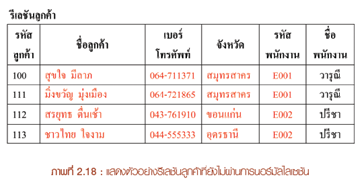 รีเลชันลูกค้า
รหัส ลูกค้า ชื่อลูกค้า เบอร์ โทรศัพท์ จังหวัด รหัส พนักงาน ชื่อ พนักงาน
100 สุขใจ มีลาภ 064-711371 สมุทรสาคร E001 วารุณี
111 มิ่งขวัญ มุ่งเมือง 064-721865 สมุทรสาคร E001 วารุณี
112 สรยุทธ ตื่นเช้า 043-761910 ขอนแก่น E002 ปรีชา
113 ชาวไทย ใจงาม 044-555333 อุดรธานี E002 ปรีชา
ภาพที่ 2.18 : แสดงตัวอย่างรีเลชันลูกค้าที่ยังไม่ผ่านการนอร์มัลไลเซชัน